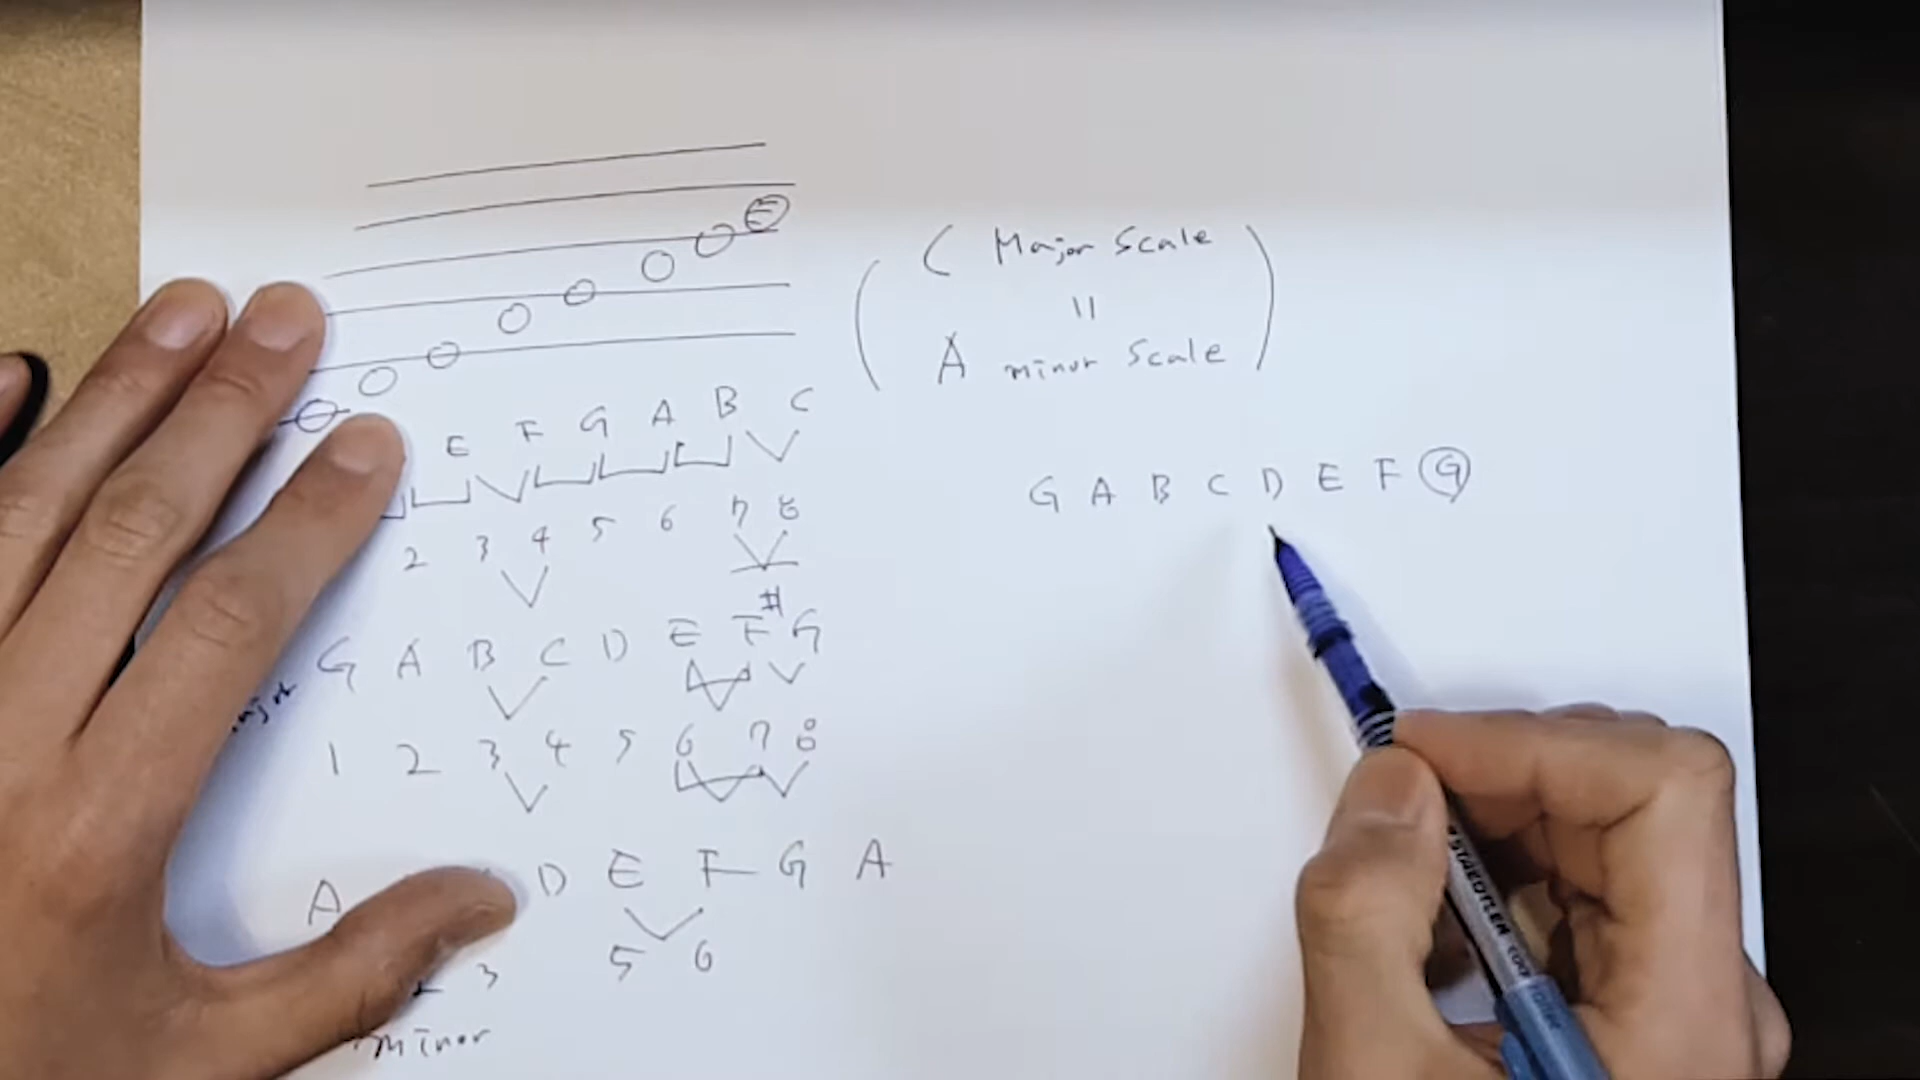 C Major Scale
||
A minor Scale
E F G A B C
2 3 4 5 6 7 8
G A B C D E F G
#
G A B C D E F G
1 2 3 4 5 6 7 8
A D E F G A
3 5 6
minor
STAEDTLER